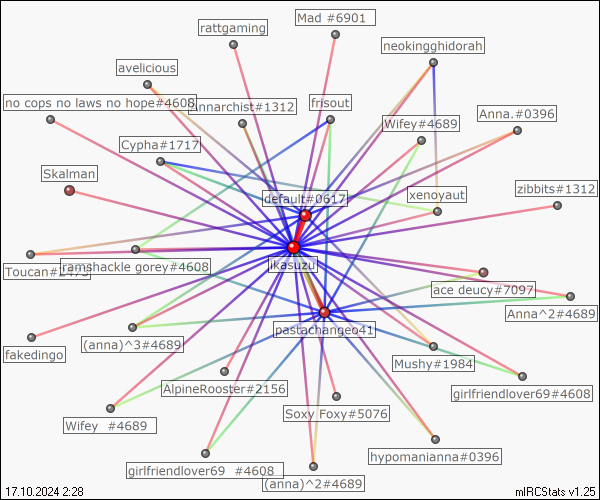 Mad #6901
rattgaming
neokingghidorah
avelicious
no cops no laws no hope#4608
Annarchist#1312
frisout
Anna.#0396
Wifey#4689
Cypha#1717
Skalman
default#0617
xenoyaut
zibbits#1312
Toucan#2475
ramshackle gorey#4608
ikasuzu
ace deucy#7097
Anna^2#4689
pastachangeo41
(anna)^3#4689
fakedingo
Mushy#1984
AlpineRooster#2156
girlfriendlover69#4608
Soxy Foxy#5076
Wifey #4689
hypomanianna#0396
girlfriendlover69 #4608
(anna)^2#4689
17.10.2024 2:28
mIRCStats v1.25